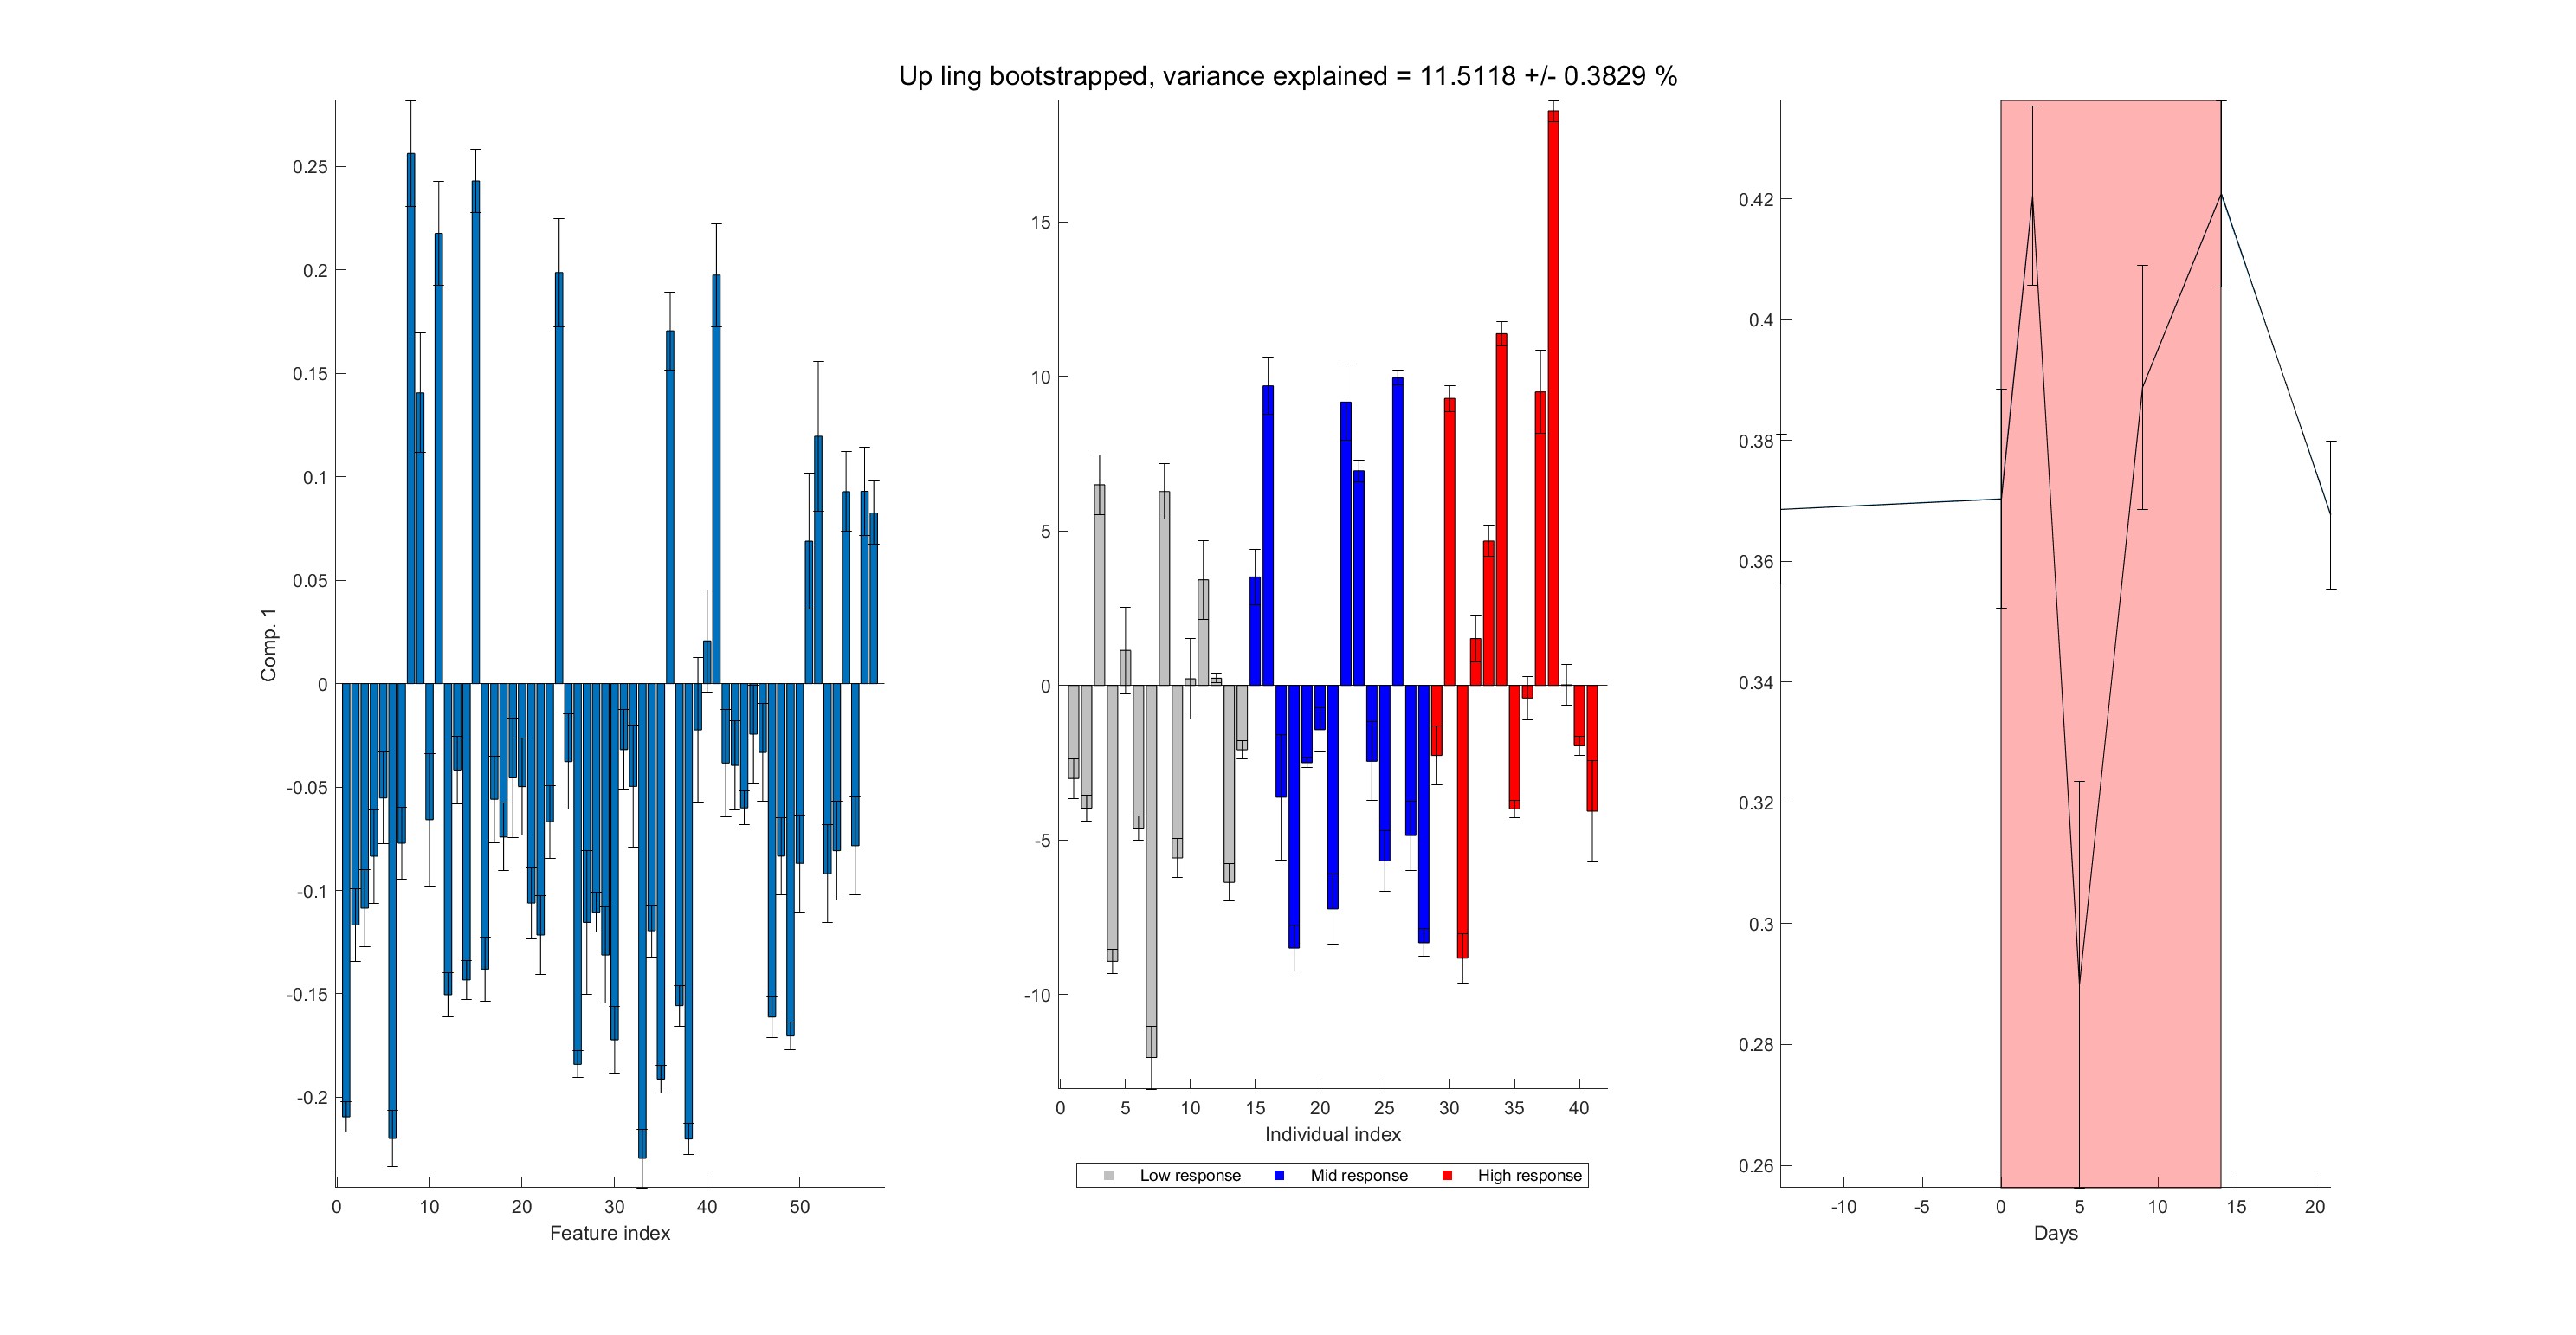 Up ling bootstrapped, variance explained = 11.5118 +/- 0.3829 %
Comp. 1
0.25
0.2
0.15
0.1
0.05
0
-0.05
-0.1
-0.15
-0.2
0 10 20 30 40 50
Feature index
15
10
5
0
-5
-10
0 5 10 15 20 25 30 35 40
Individual index
Low response Mid response High response
0.42
0.4
0.38
0.36
0.34
0.32
0.3
0.28
0.26
-10 -5 0 5 10 15 20
Days